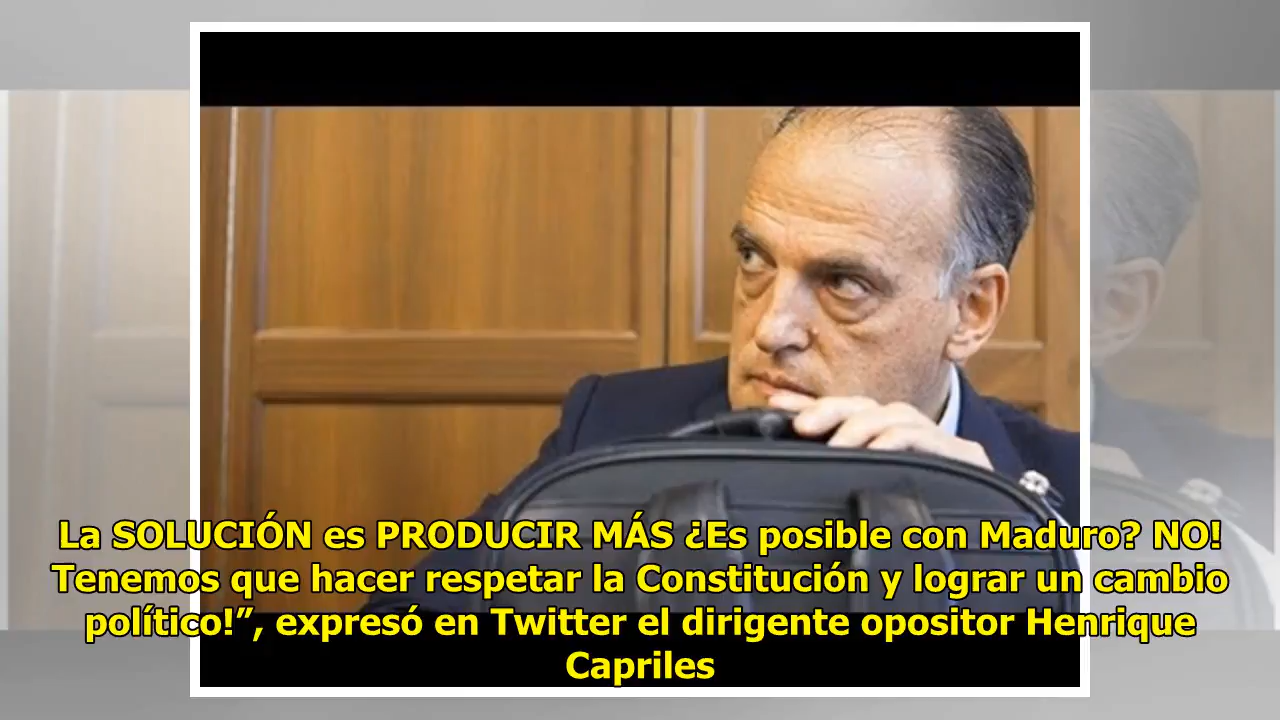 La SOLUCIÓN es PRODUCIR MÁS ¿Es posible con Maduro? NO!
Tenemos que hacer respetar la Constitución y lograr un cambio
político!”, expresó en Twitter el dirigente opositor Henrique
Capriles